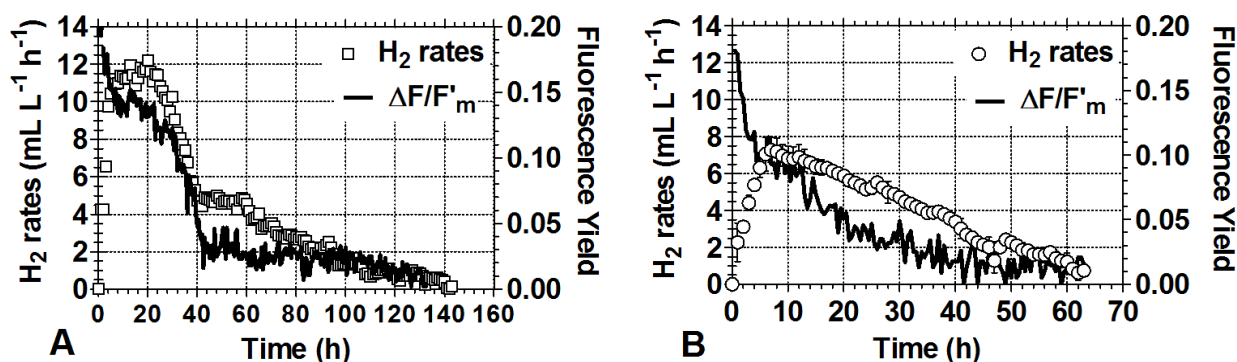 14
12
10
8
6
4
2
0
H₂ rates (mL L⁻¹ h⁻¹)
H₂ rates
ΔF/F'm
0.20
0.15
0.10
0.05
0.00
Fluorescence Yield
0 20 40 60 80 100 120 140 160
A Time (h)
14
12
10
8
6
4
2
0
H₂ rates (mL L⁻¹ h⁻¹)
H₂ rates
ΔF/F'm
0.20
0.15
0.10
0.05
0.00
Fluorescence Yield
0 10 20 30 40 50 60 70
B Time (h)